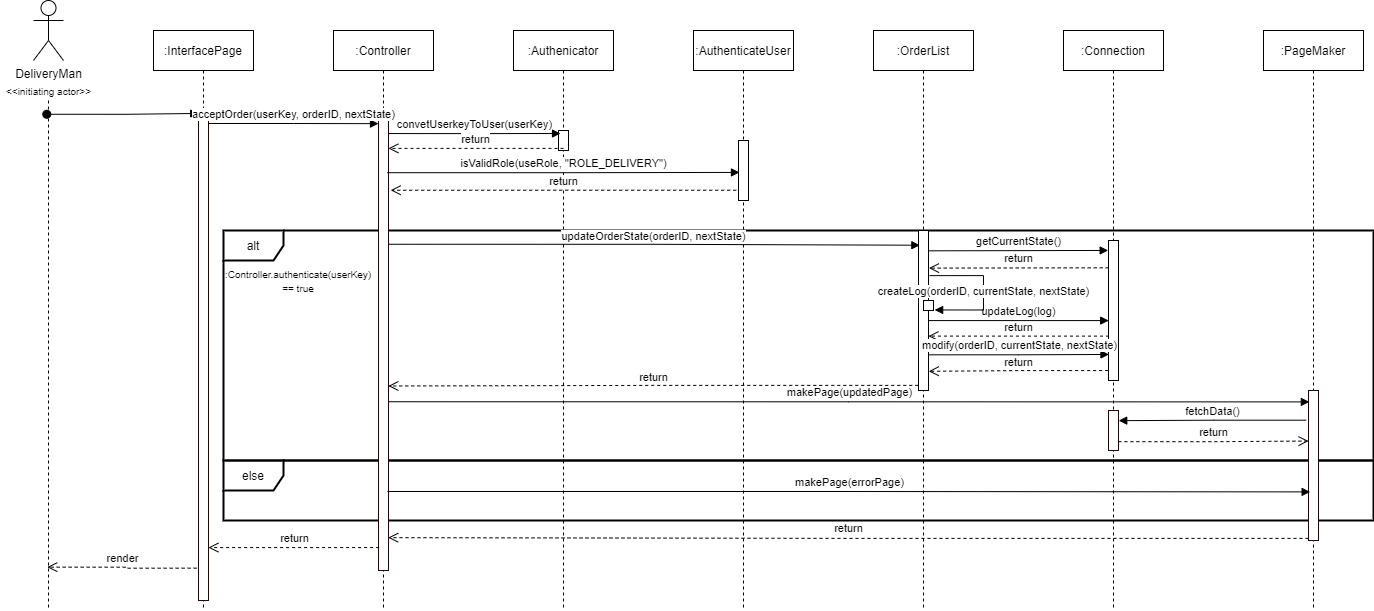 DeliveryMan
<<initiating actor>>
:InterfacePage
:Controller
:Authenicator
:AuthenticateUser
:OrderList
:Connection
:PageMaker
acceptOrder(userKey, orderID, nextState)
convetUserkeyToUser(userKey)
return
isValidRole(useRole, "ROLE_DELIVERY")
return
alt
:Controller.authenticate(userKey)
== true
updateOrderState(orderID, nextState)
getCurrentState()
return
createLog(orderID, currentState, nextState)
updateLog(log)
return
modify(orderID, currentState, nextState)
return
return
makePage(updatedPage)
fetchData()
return
else
makePage(errorPage)
return
return
render